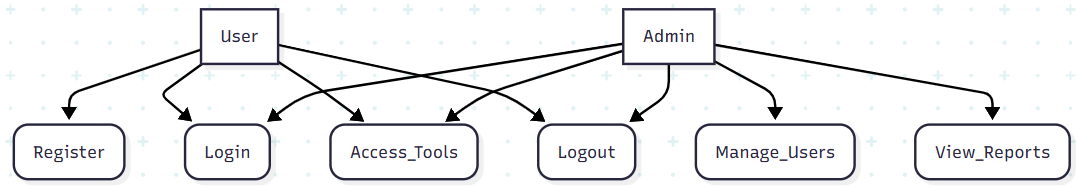 User
Admin
Register
Login
Access_Tools
Logout
Manage_Users
View_Reports